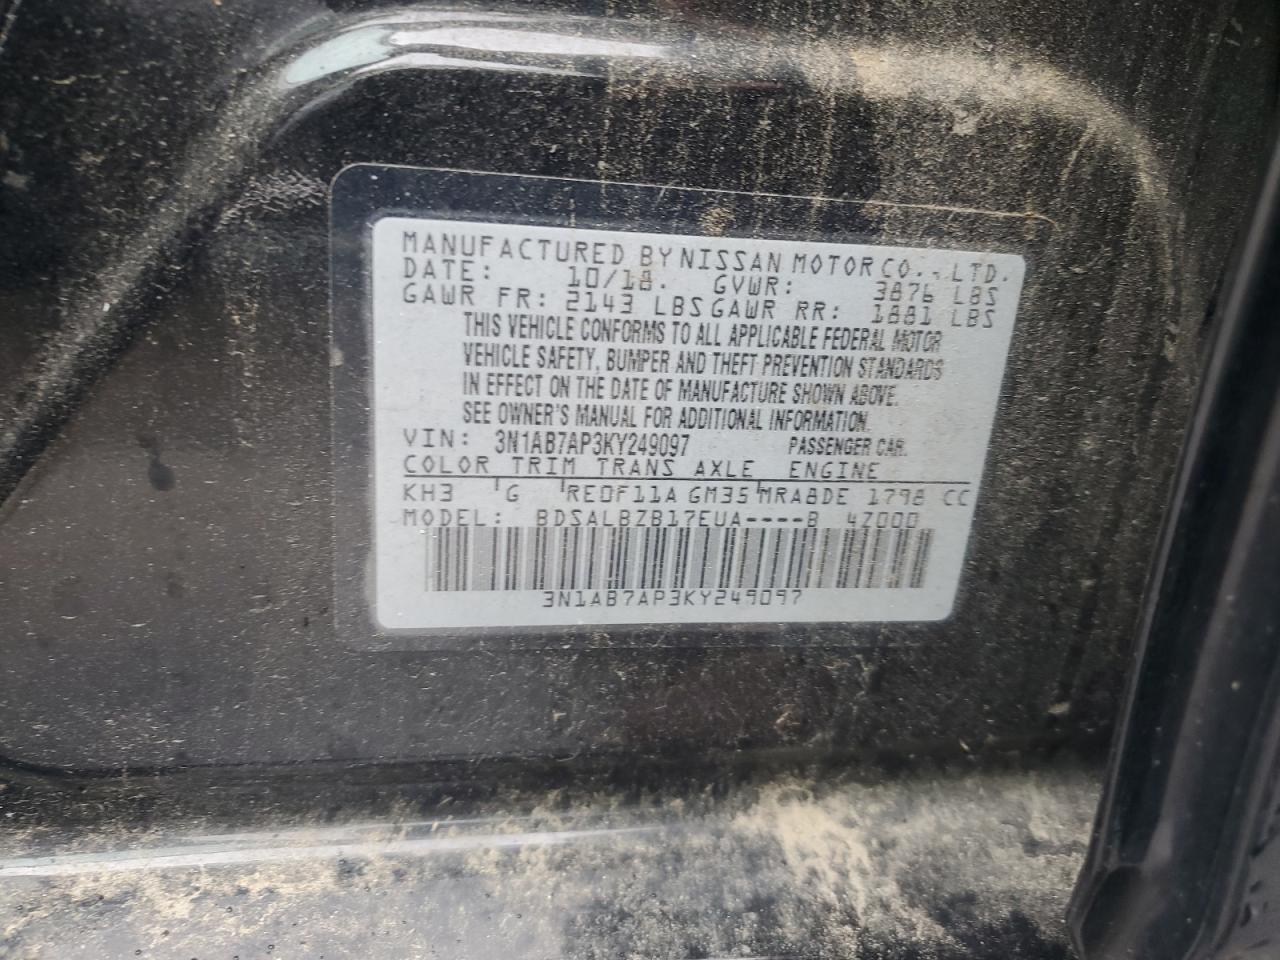 MANUFACTURED BY NISSAN MOTOR CO., LTD.
DATE: 10/18. GVWR: 3876 LBS
GAWR FR: 2143 LBS GAWR RR: 1881 LBS
THIS VEHICLE CONFORMS TO ALL APPLICABLE FEDERAL MOTOR
VEHICLE SAFETY, BUMPER AND THEFT PREVENTION STANDARDS
IN EFFECT ON THE DATE OF MANUFACTURE SHOWN ABOVE.
SEE OWNER'S MANUAL FOR ADDITIONAL INFORMATION.
VIN: 3N1AB7AP3KY249097 PASSENGER CAR.
COLOR TRIM TRANS AXLE ENGINE
KH3 G RE0F11A GM35 MRA8DE 1798 CC
MODEL: BDSALBZB17EUA----B 4Z000
3N1AB7AP3KY249097